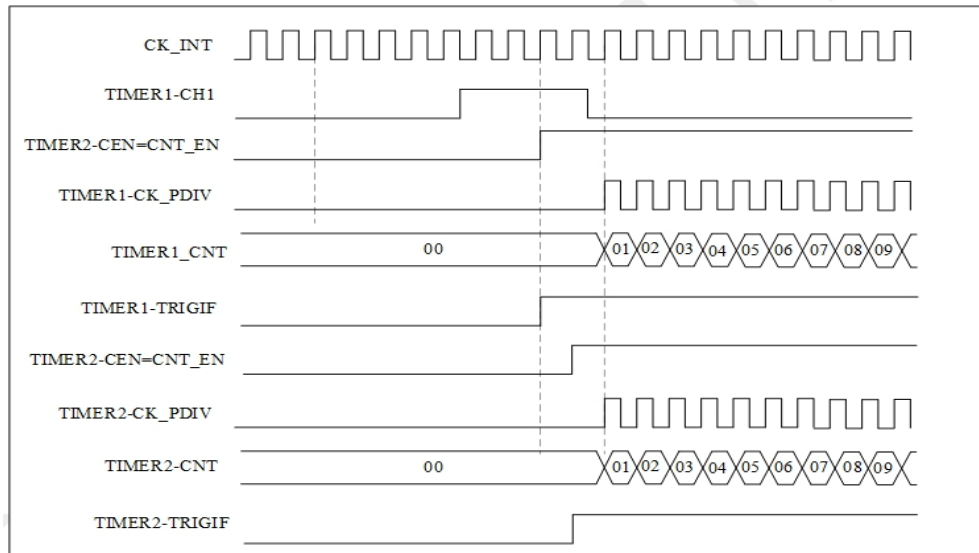 CK_INT
TIMER1-CH1
TIMER2-CEN=CNT_EN
TIMER1-CK_PDIV
TIMER1_CNT 00 01 02 03 04 05 06 07 08 09
TIMER1-TRIGIF
TIMER2-CEN=CNT_EN
TIMER2-CK_PDIV
TIMER2-CNT 00 01 02 03 04 05 06 07 08 09
TIMER2-TRIGIF